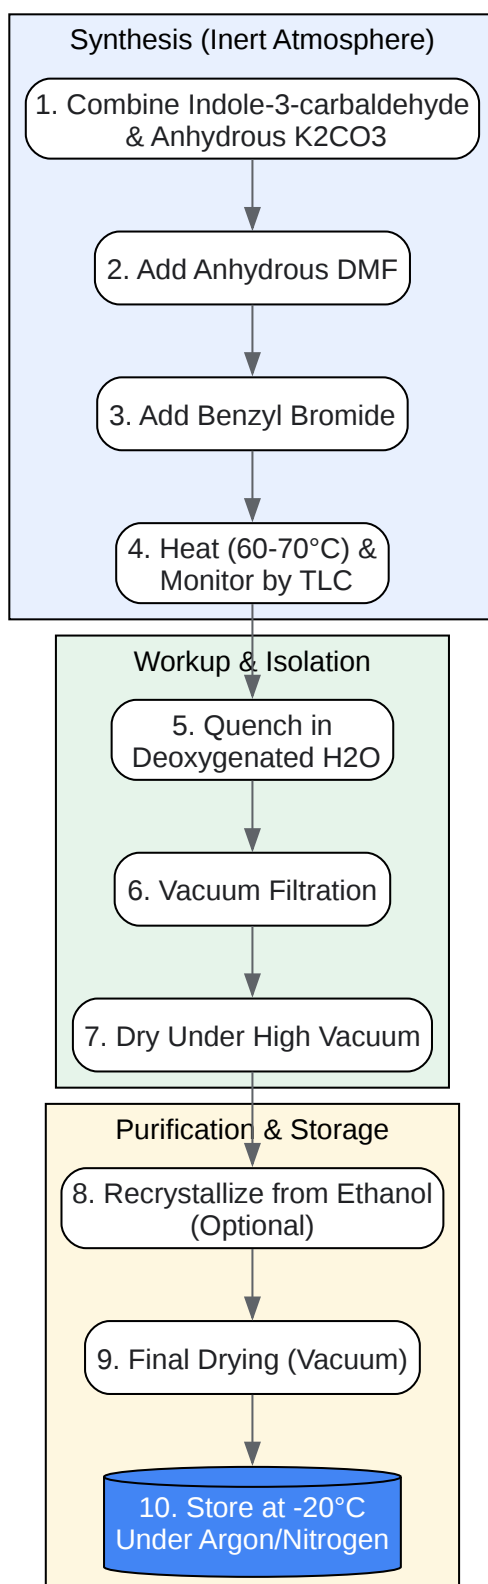 Synthesis (Inert Atmosphere)
1. Combine Indole-3-carbaldehyde
& Anhydrous K2CO3
2. Add Anhydrous DMF
3. Add Benzyl Bromide
4. Heat (60-70°C) &
Monitor by TLC
Workup & Isolation
5. Quench in
Deoxygenated H2O
6. Vacuum Filtration
7. Dry Under High Vacuum
Purification & Storage
8. Recrystallize from Ethanol
(Optional)
9. Final Drying (Vacuum)
10. Store at -20°C
Under Argon/Nitrogen